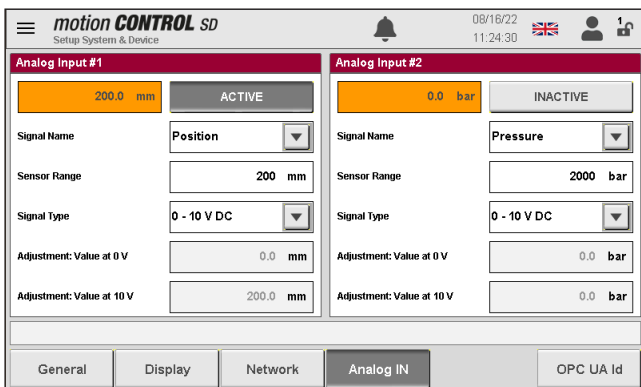 motion CONTROL SD
Setup System & Device
08/16/22
11:24:30
1
Analog Input #1
200.0 mm
ACTIVE
Signal Name
Position
Sensor Range
200 mm
Signal Type
0 - 10 V DC
Adjustment: Value at 0 V
0.0 mm
Adjustment: Value at 10 V
200.0 mm
Analog Input #2
0.0 bar
INACTIVE
Signal Name
Pressure
Sensor Range
2000 bar
Signal Type
0 - 10 V DC
Adjustment: Value at 0 V
0.0 bar
Adjustment: Value at 10 V
0.0 bar
General
Display
Network
Analog IN
OPC UA Id